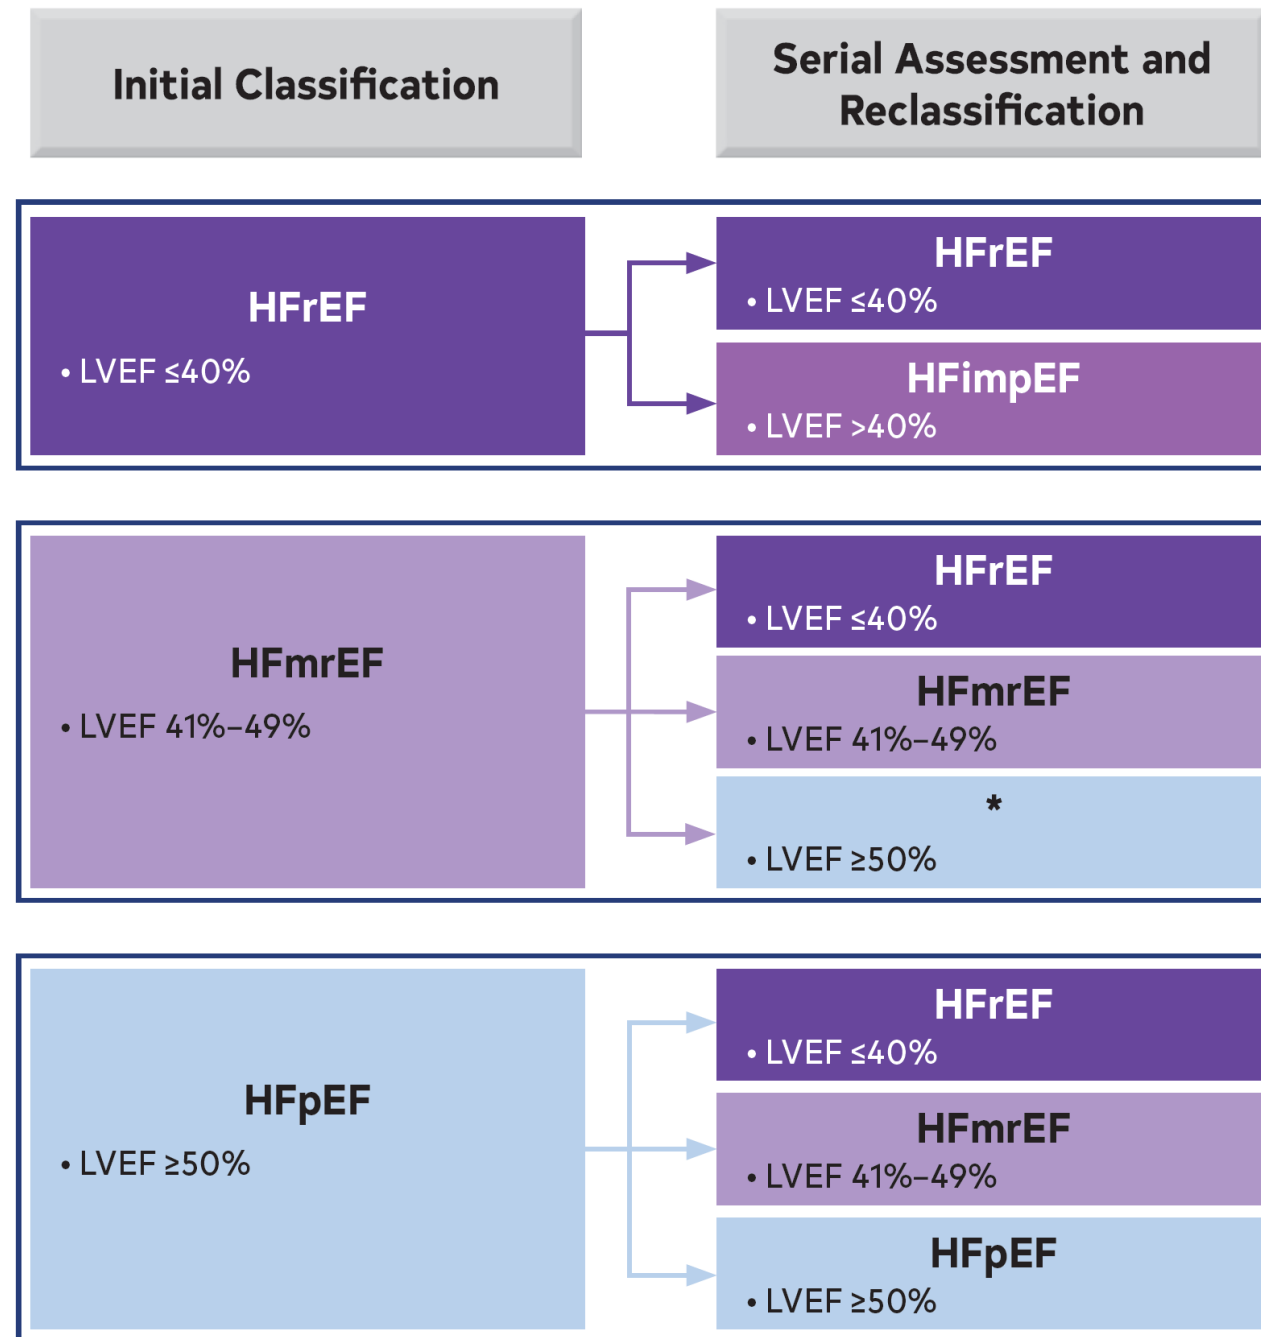 Initial Classification
Serial Assessment and
Reclassification
HFrEF
• LVEF ≤40%
HFrEF
• LVEF ≤40%
HFimpEF
• LVEF >40%
HFmrEF
• LVEF 41%–49%
HFrEF
• LVEF ≤40%
HFmrEF
• LVEF 41%–49%
*
• LVEF ≥50%
HFpEF
• LVEF ≥50%
HFrEF
• LVEF ≤40%
HFmrEF
• LVEF 41%–49%
HFpEF
• LVEF ≥50%